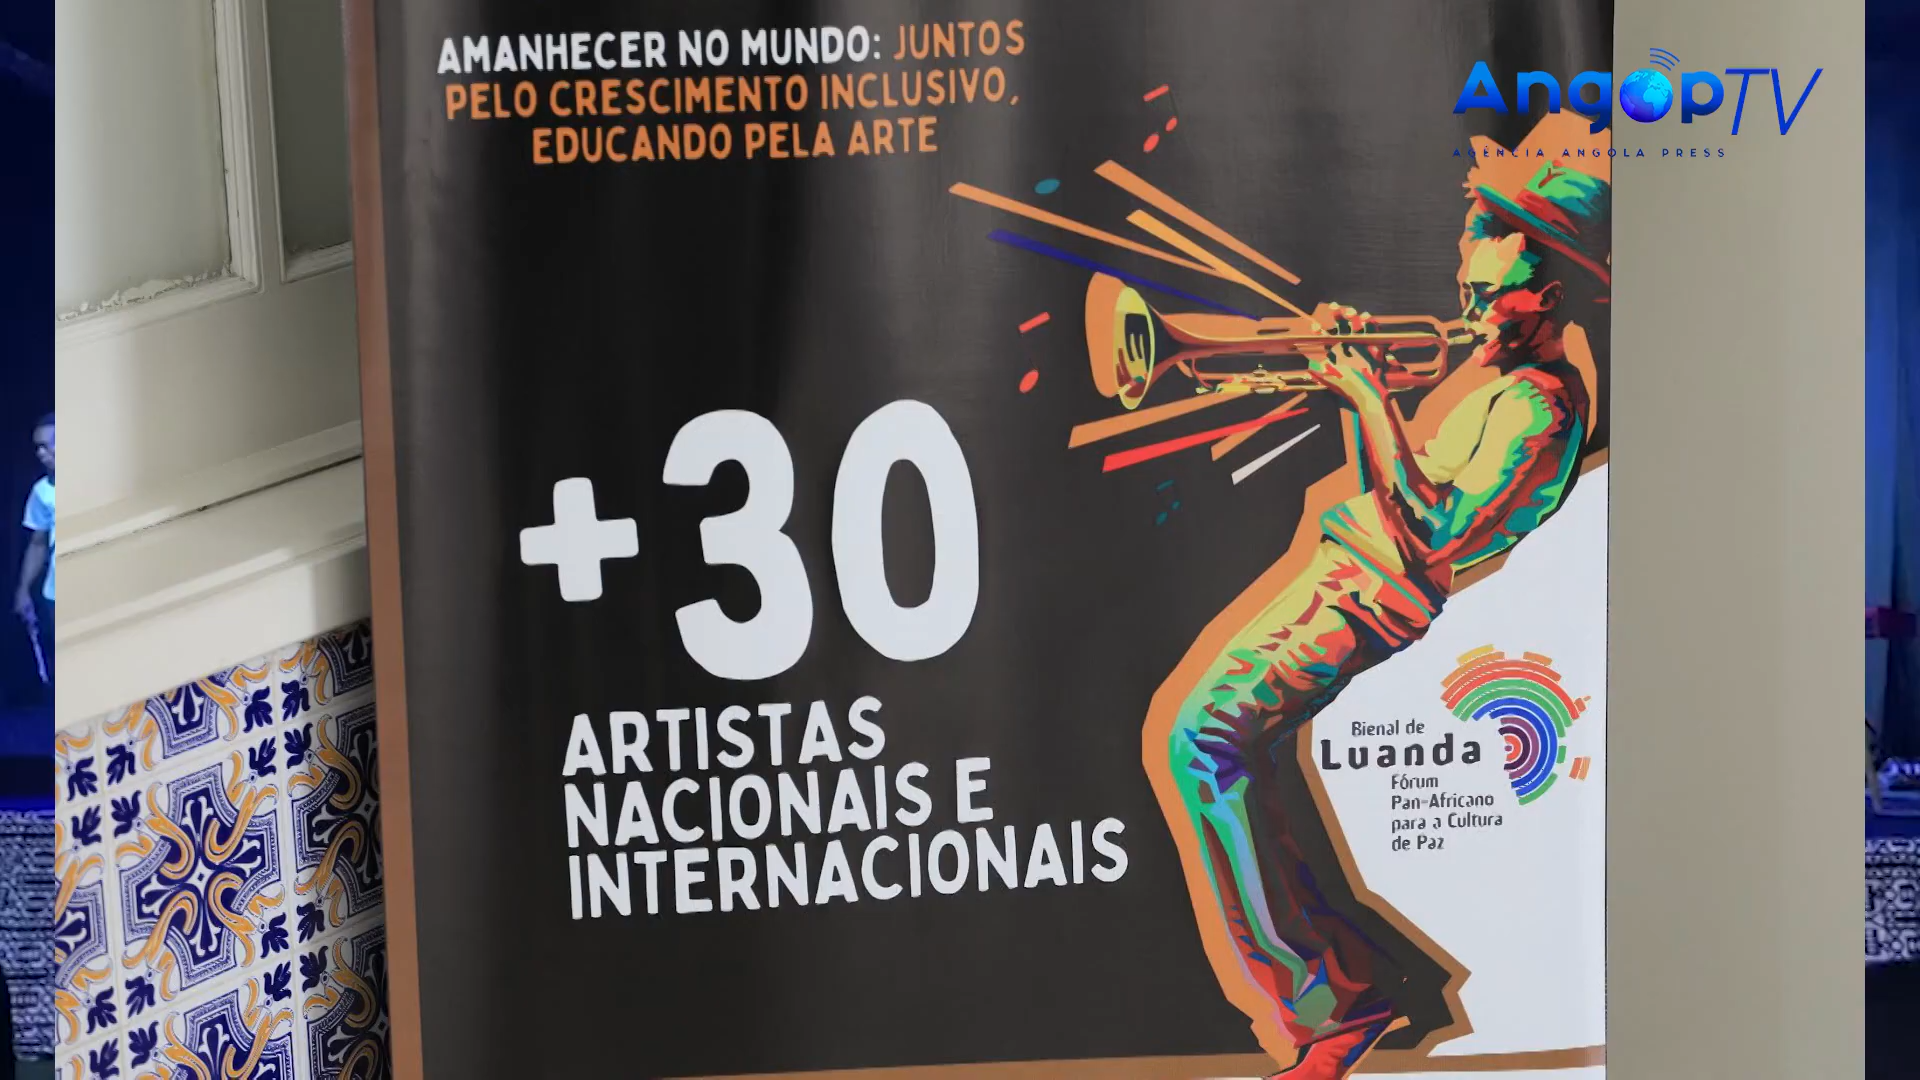 AMANHECER NO MUNDO: JUNTOS
PELO CRESCIMENTO INCLUSIVO,
EDUCANDO PELA ARTE
+30
ARTISTAS
NACIONAIS E
INTERNACIONAIS
Bienal de
Luanda
Fórum
Pan-Africano
para a Cultura
de Paz
AngopTV
AGÊNCIA ANGOLA PRESS